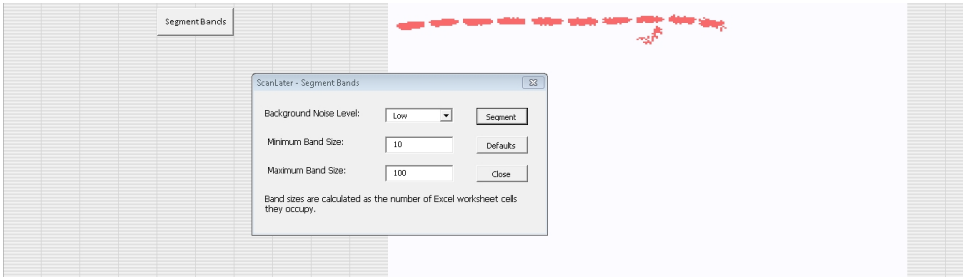 Segment Bands
ScanLater - Segment Bands
Background Noise Level:
Low
Segment
Minimum Band Size:
10
Defaults
Maximum Band Size:
100
Close
Band sizes are calculated as the number of Excel worksheet cells
they occupy.